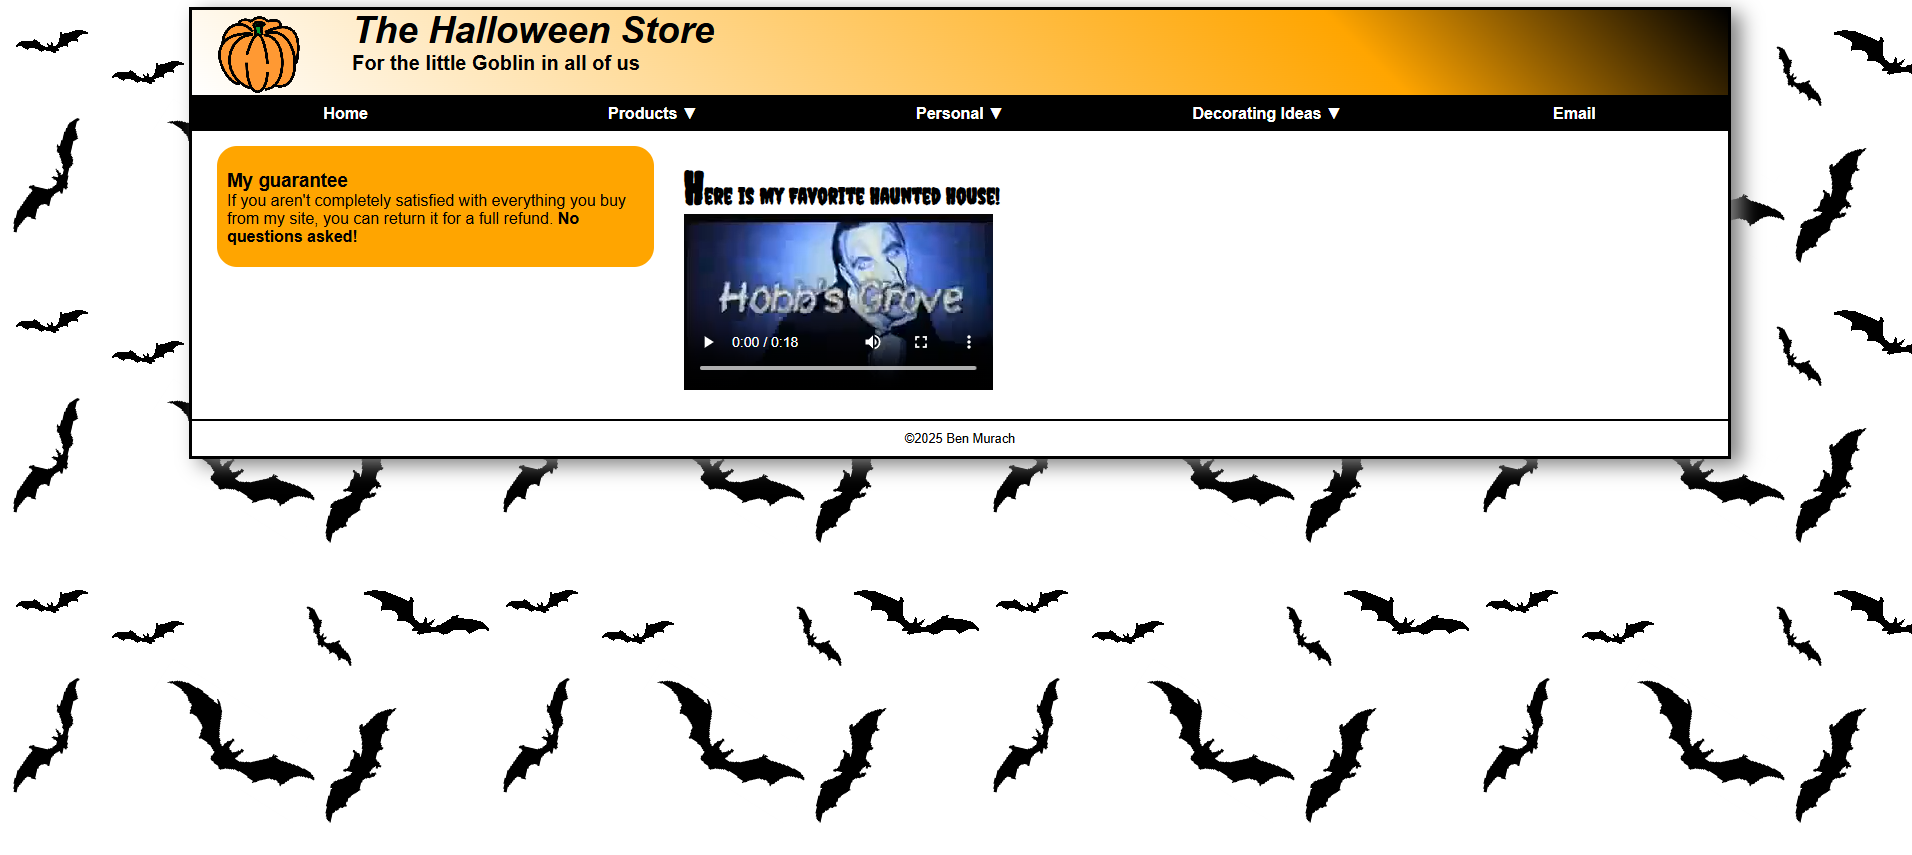 The Halloween Store
For the little Goblin in all of us
Home Products ▼ Personal ▼ Decorating Ideas ▼ Email
My guarantee
If you aren't completely satisfied with everything you buy
from my site, you can return it for a full refund. No
questions asked!
Here is my favorite haunted house!
Hobb's Grove
0:00 / 0:18
©2025 Ben Murach